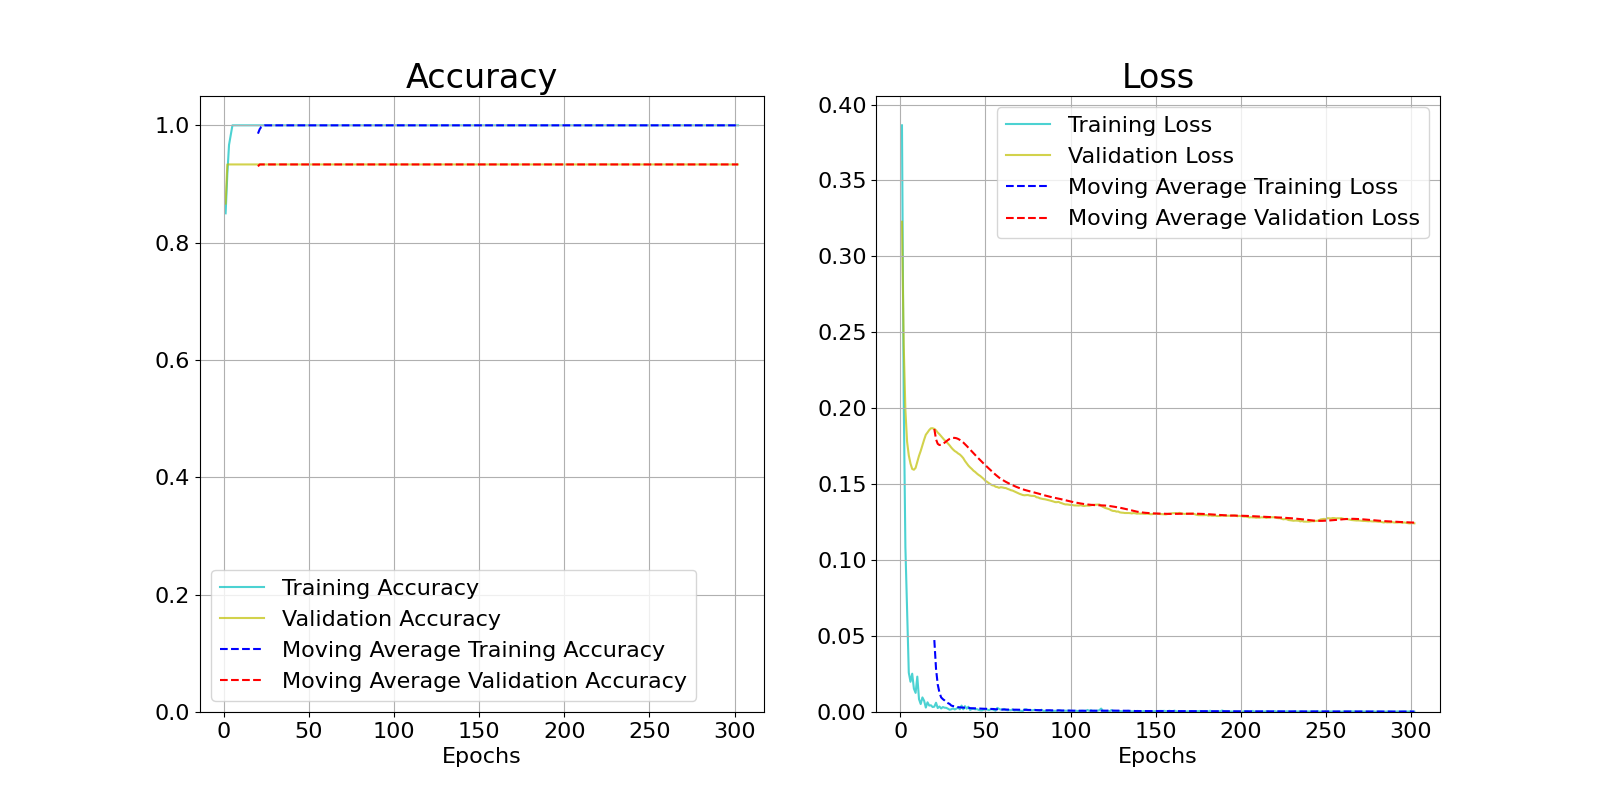 Accuracy
1.0
0.8
0.6
0.4
0.2
0.0
Training Accuracy
Validation Accuracy
Moving Average Training Accuracy
Moving Average Validation Accuracy
0 50 100 150 200 250 300
Epochs
Loss
0.40
0.35
0.30
0.25
0.20
0.15
0.10
0.05
0.00
Training Loss
Validation Loss
Moving Average Training Loss
Moving Average Validation Loss
0 50 100 150 200 250 300
Epochs